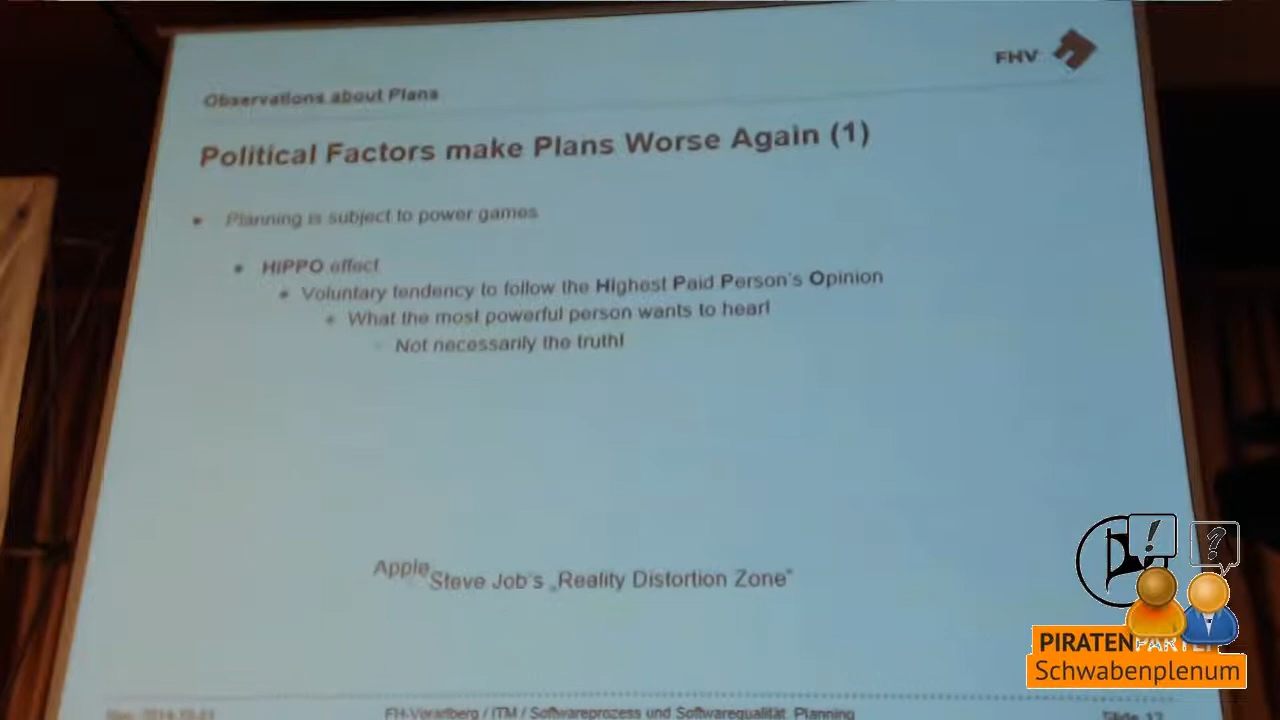 FHV
Observations about Plans
Political Factors make Plans Worse Again (1)
Planning is subject to power games
HiPPO effect
Voluntary tendency to follow the Highest Paid Person's Opinion
What the most powerful person wants to hear!
Not necessarily the truth!
Apple
Steve Job's „Reality Distortion Zone“
! ?
PIRATENPARTEI
Schwabenplenum
FH-Vorarlberg / ITM / Softwareprozess und Softwarequalität, Planning